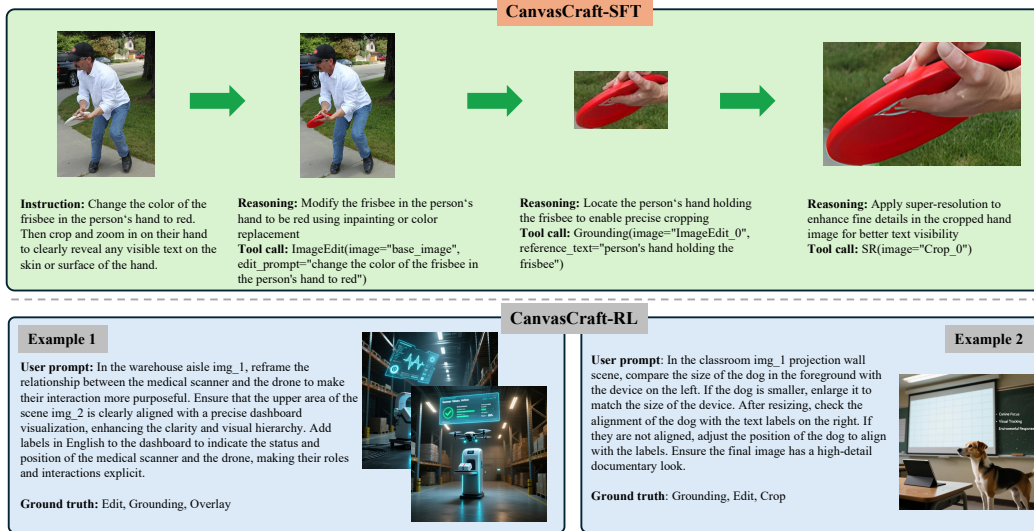 CanvasCraft-SFT
Instruction: Change the color of the
frisbee in the person‘s hand to red.
Then crop and zoom in on their hand
to clearly reveal any visible text on the
skin or surface of the hand.
Reasoning: Modify the frisbee in the person's
hand to be red using inpainting or color
replacement
Tool call: ImageEdit(image="base_image",
edit_prompt="change the color of the frisbee in
the person's hand to red")
Reasoning: Locate the person's hand holding
the frisbee to enable precise cropping
Tool call: Grounding(image="ImageEdit_0",
reference_text="person's hand holding the
frisbee")
Reasoning: Apply super-resolution to
enhance fine details in the cropped hand
image for better text visibility
Tool call: SR(image="Crop_0")
CanvasCraft-RL
Example 1
User prompt: In the warehouse aisle img_1, reframe the
relationship between the medical scanner and the drone to make
their interaction more purposeful. Ensure that the upper area of the
scene img_2 is clearly aligned with a precise dashboard
visualization, enhancing the clarity and visual hierarchy. Add
labels in English to the dashboard to indicate the status and
position of the medical scanner and the drone, making their roles
and interactions explicit.
Ground truth: Edit, Grounding, Overlay
Example 2
User prompt: In the classroom img_1 projection wall
scene, compare the size of the dog in the foreground with
the device on the left. If the dog is smaller, enlarge it to
match the size of the device. After resizing, check the
alignment of the dog with the text labels on the right. If
they are not aligned, adjust the position of the dog to align
with the labels. Ensure the final image has a high-detail
documentary look.
Ground truth: Grounding, Edit, Crop
Canine Focus
Visual Tracking
Environmental Response